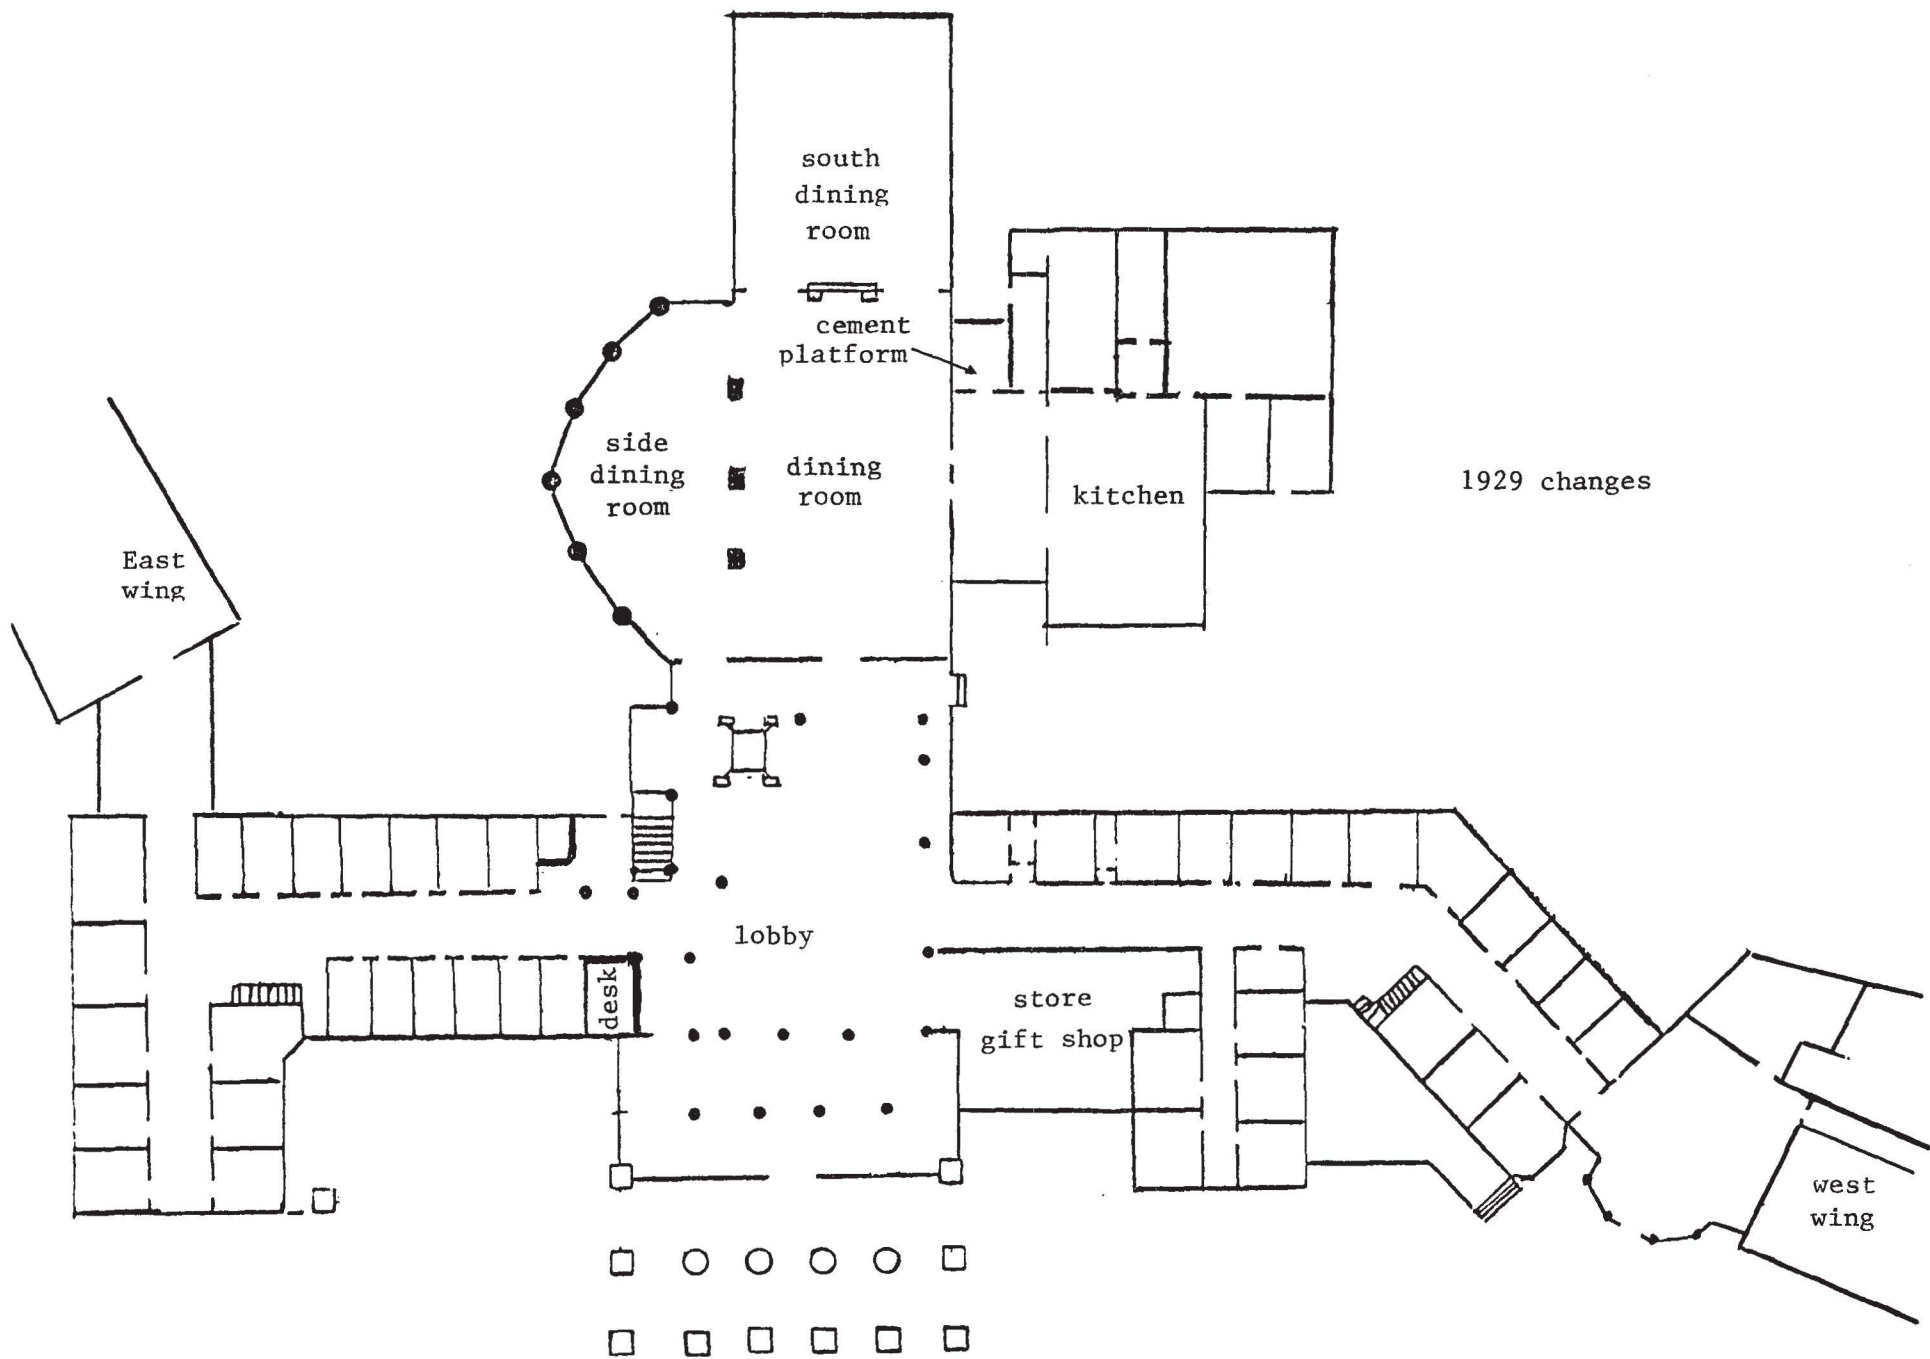 south
dining
room
cement
platform
side
dining
room
dining
room
kitchen
1929 changes
East
wing
lobby
desk
store
gift shop
west
wing